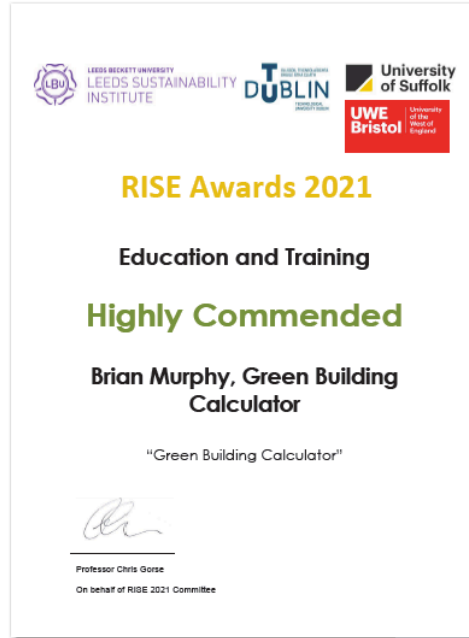 LEEDS BECKETT UNIVERSITY
LEEDS SUSTAINABILITY
INSTITUTE
LBU
TU
DUBLIN
TECHNOLOGICAL
UNIVERSITY DUBLIN
University
of Suffolk
UWE
Bristol
University
of the
West of
England
RISE Awards 2021
Education and Training
Highly Commended
Brian Murphy, Green Building
Calculator
“Green Building Calculator”
Professor Chris Gorse
On behalf of RISE 2021 Committee